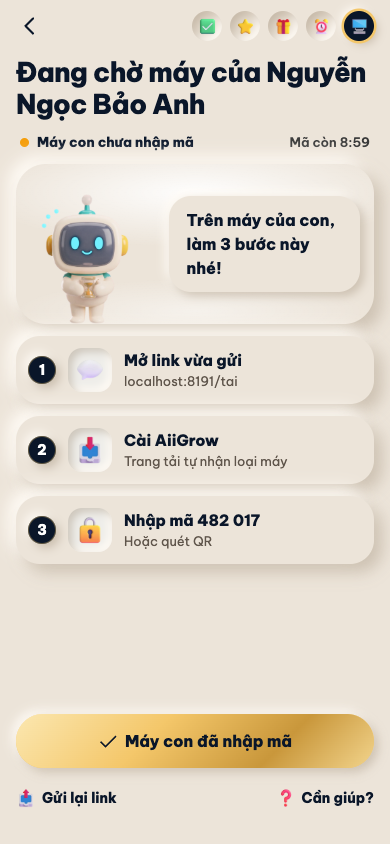 Đang chờ máy của Nguyễn
Ngọc Bảo Anh
Máy con chưa nhập mã
Mã còn 8:59
Trên máy của con,
làm 3 bước này
nhé!
1
Mở link vừa gửi
localhost:8191/tai
2
Cài AiiGrow
Trang tải tự nhận loại máy
3
Nhập mã 482 017
Hoặc quét QR
Máy con đã nhập mã
Gửi lại link
Cần giúp?